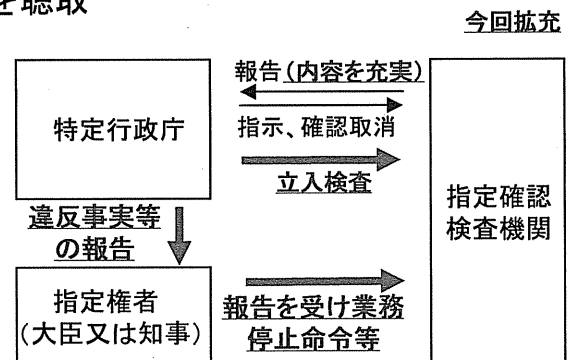 を聴取
今回拡充
報告(内容を充実)
特定行政庁
指示、確認取消
立入検査
指定確認
検査機関
違反事実等
の報告
指定権者
(大臣又は知事)
報告を受け業務
停止命令等